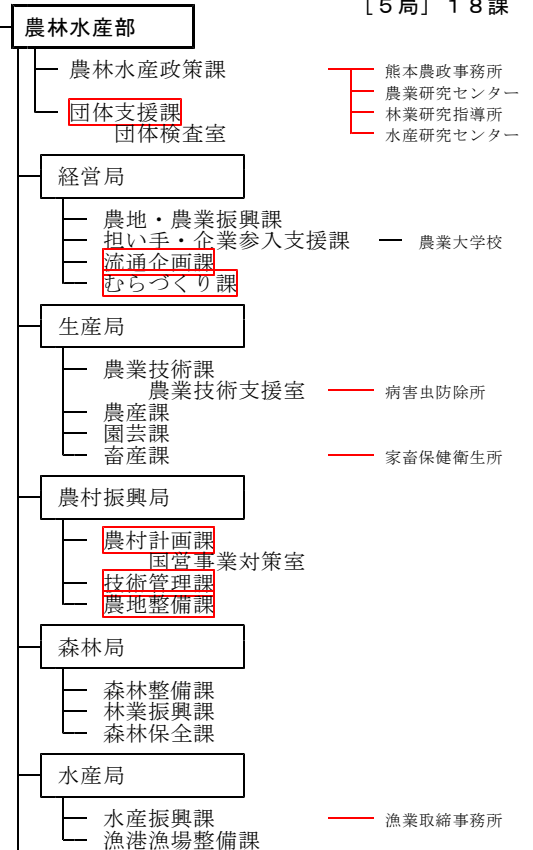 [5局] 18課
農林水産部
農林水産政策課 熊本農政事務所
農業研究センター
団体支援課 林業研究指導所
団体検査室 水産研究センター
経営局
農地・農業振興課
担い手・企業参入支援課 農業大学校
流通企画課
むらづくり課
生産局
農業技術課
農業技術支援室 病害虫防除所
農産課
園芸課
畜産課 家畜保健衛生所
農村振興局
農村計画課
国営事業対策室
技術管理課
農地整備課
森林局
森林整備課
林業振興課
森林保全課
水産局
水産振興課 漁業取締事務所
漁港漁場整備課